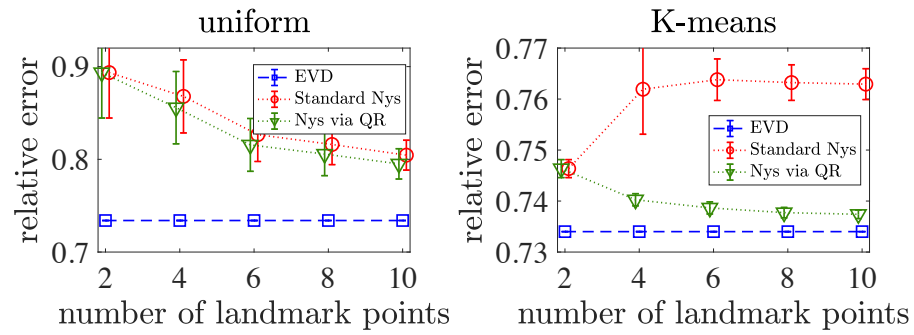 uniform
relative error
0.9
0.8
0.7
EVD
Standard Nys
Nys via QR
2 4 6 8 10
number of landmark points
K-means
relative error
0.77
0.76
0.75
0.74
0.73
EVD
Standard Nys
Nys via QR
2 4 6 8 10
number of landmark points